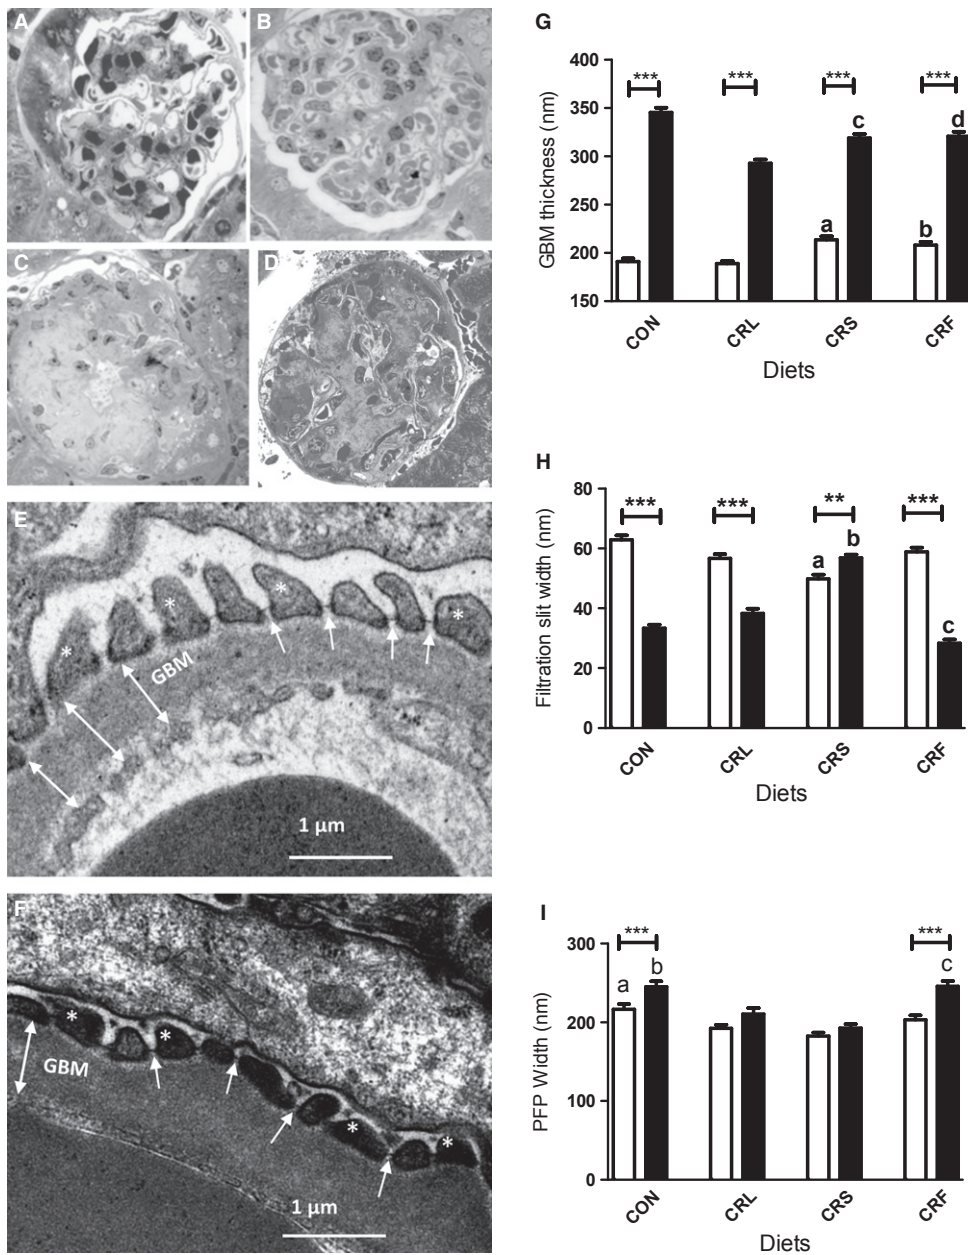 A
B
C
D
E
GBM
1 µm
F
GBM
1 µm
G
GBM thickness (nm)
400
350
300
250
200
150
*** *** *** ***
a c b d
CON CRL CRS CRF
Diets
H
Filtration slit width (nm)
80
60
40
20
0
*** *** ** ***
a b c
CON CRL CRS CRF
Diets
I
PFP Width (nm)
300
200
100
0
*** ***
a b c
CON CRL CRS CRF
Diets